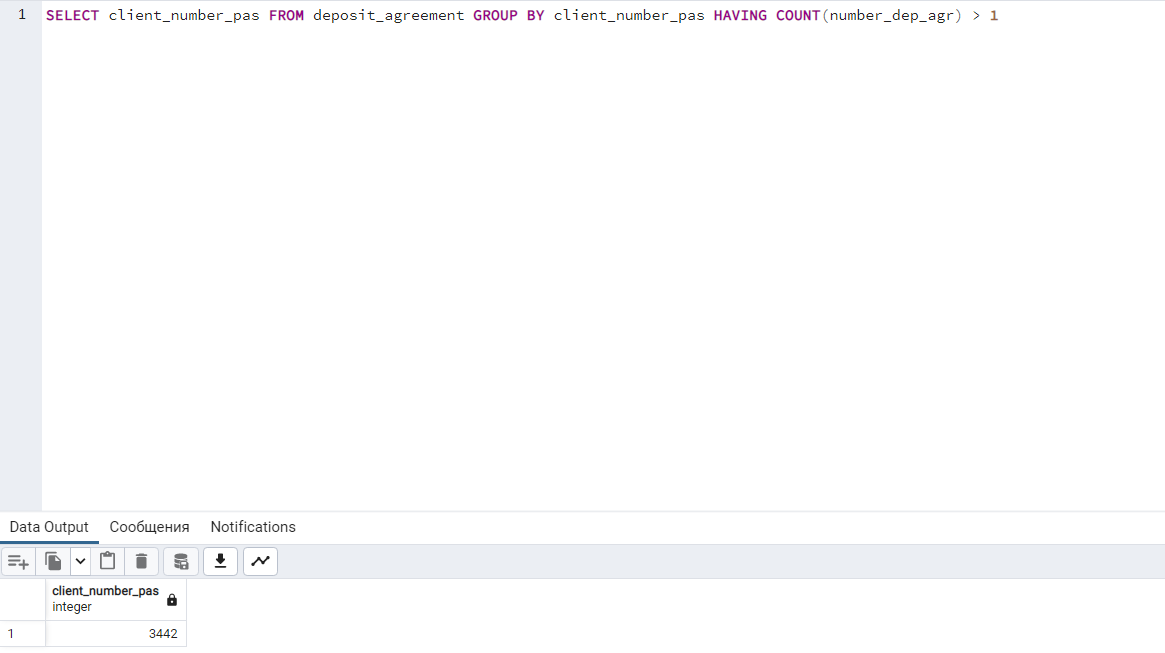 1 SELECT client_number_pas FROM deposit_agreement GROUP BY client_number_pas HAVING COUNT(number_dep_agr) > 1
Data Output Сообщения Notifications
client_number_pas
integer
1 3442